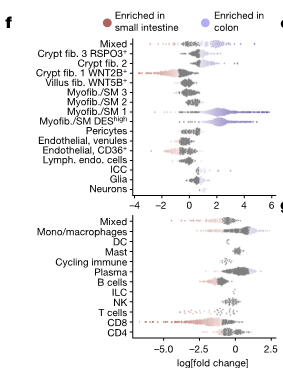 f
Enriched in
small intestine
Enriched in
colon
Mixed
Crypt fib. 3 RSPO3⁺
Crypt fib. 2
Crypt fib. 1 WNT2B⁺
Villus fib. WNT5B⁺
Myofib./SM 3
Myofib./SM 2
Myofib./SM 1
Myofib./SM DESʰⁱᵍʰ
Pericytes
Endothelial, venules
Endothelial, CD36⁺
Lymph. endo. cells
ICC
Glia
Neurons
−4 −2 0 2 4 6
Mixed
Mono/macrophages
DC
Mast
Cycling immune
Plasma
B cells
ILC
NK
T cells
CD8
CD4
−5.0 −2.5 0 2.5
log[fold change]